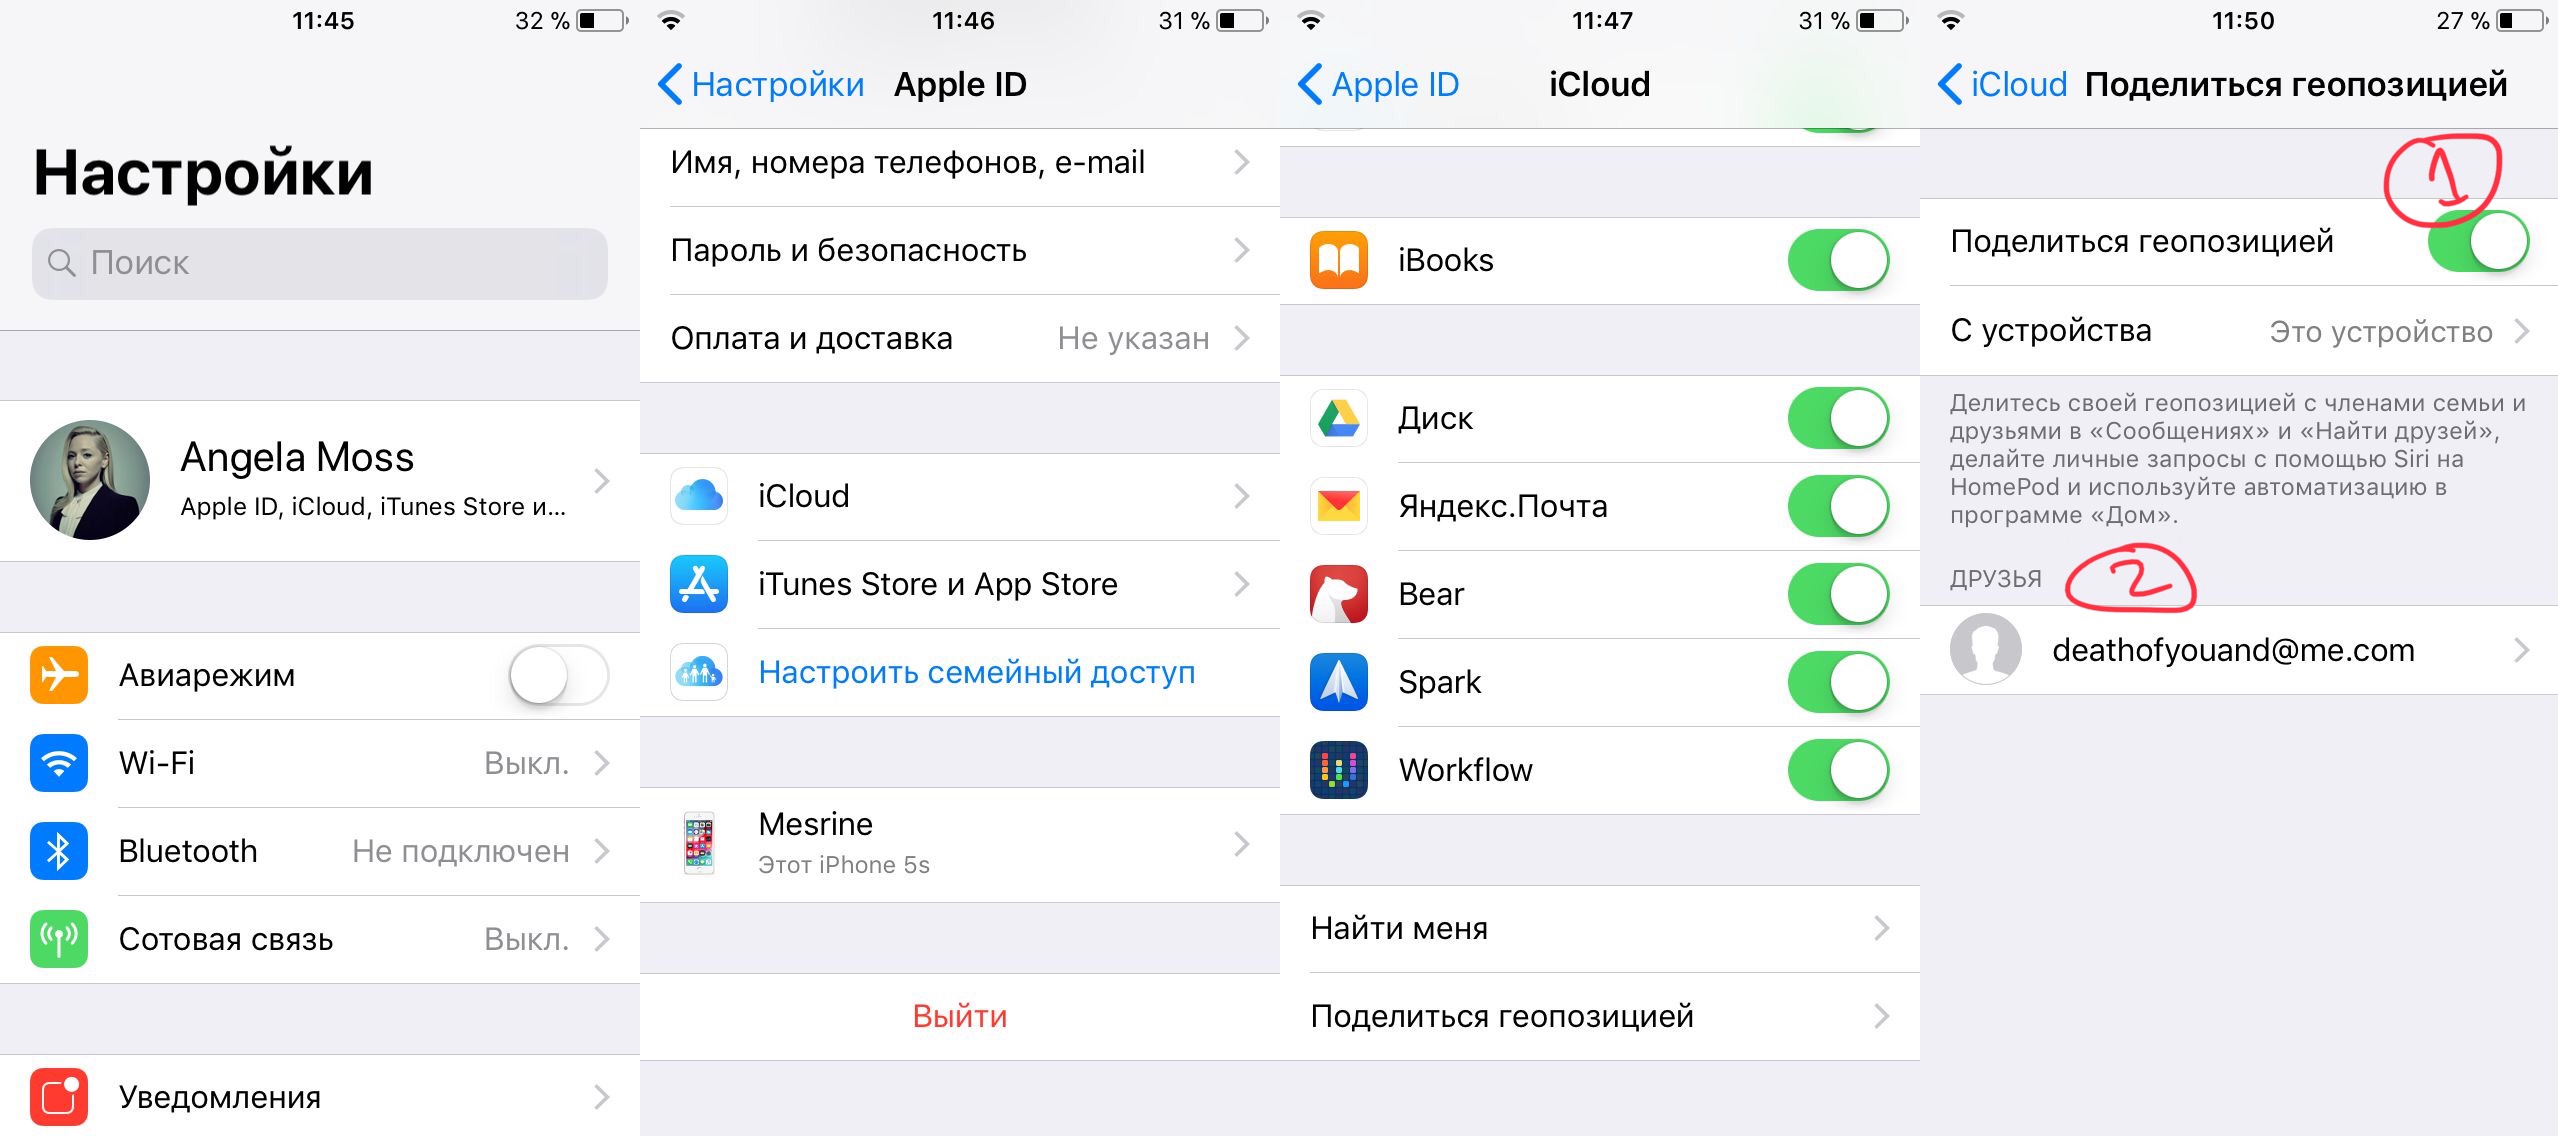 11:45 32 %
Настройки
Поиск
Angela Moss
Apple ID, iCloud, iTunes Store и...
Авиарежим
Wi-Fi Выкл.
Bluetooth Не подключен
Сотовая связь Выкл.
Уведомления
11:46 31 %
Настройки Apple ID
Имя, номера телефонов, e-mail
Пароль и безопасность
Оплата и доставка Не указан
iCloud
iTunes Store и App Store
Настроить семейный доступ
Mesrine
Этот iPhone 5s
Выйти
11:47 31 %
Apple ID iCloud
iBooks
Диск
Яндекс.Почта
Bear
Spark
Workflow
Найти меня
Поделиться геопозицией
11:50 27 %
iCloud Поделиться геопозицией
1
Поделиться геопозицией
С устройства Это устройство
Делитесь своей геопозицией с членами семьи и
друзьями в «Сообщениях» и «Найти друзей»,
делайте личные запросы с помощью Siri на
HomePod и используйте автоматизацию в
программе «Дом».
ДРУЗЬЯ 2
deathofyouand@me.com